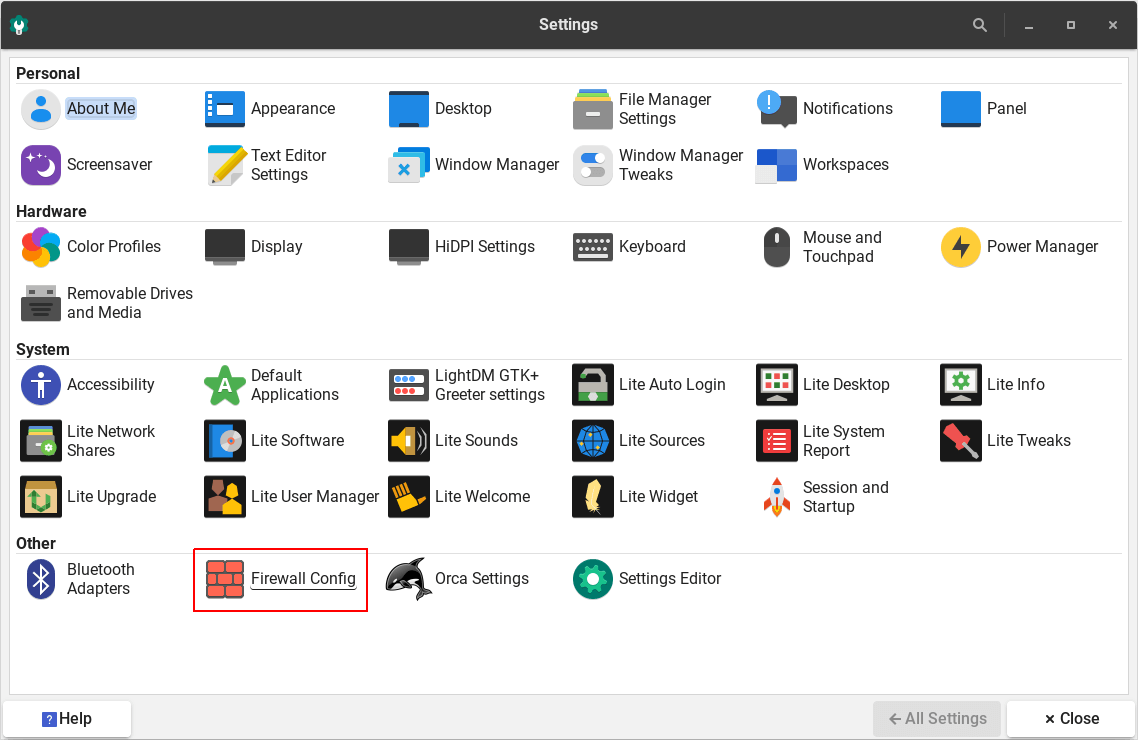 Settings
Personal
About Me
Appearance
Desktop
File Manager
Settings
Notifications
Panel
Screensaver
Text Editor
Settings
Window Manager
Window Manager
Tweaks
Workspaces
Hardware
Color Profiles
Display
HiDPI Settings
Keyboard
Mouse and
Touchpad
Power Manager
Removable Drives
and Media
System
Accessibility
Default
Applications
LightDM GTK+
Greeter settings
Lite Auto Login
Lite Desktop
Lite Info
Lite Network
Shares
Lite Software
Lite Sounds
Lite Sources
Lite System
Report
Lite Tweaks
Lite Upgrade
Lite User Manager
Lite Welcome
Lite Widget
Session and
Startup
Other
Bluetooth
Adapters
Firewall Config
Orca Settings
Settings Editor
Help
All Settings
Close